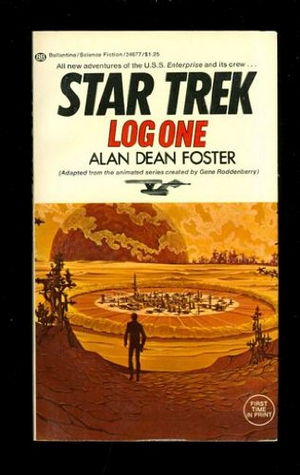 BB Ballantine/Science Fiction/24677/$1.25
All new adventures of the U.S.S. Enterprise and its crew . . .
STAR TREK
LOG ONE
ALAN DEAN FOSTER
(Adapted from the animated series created by Gene Roddenberry)
FIRST
TIME
IN PRINT